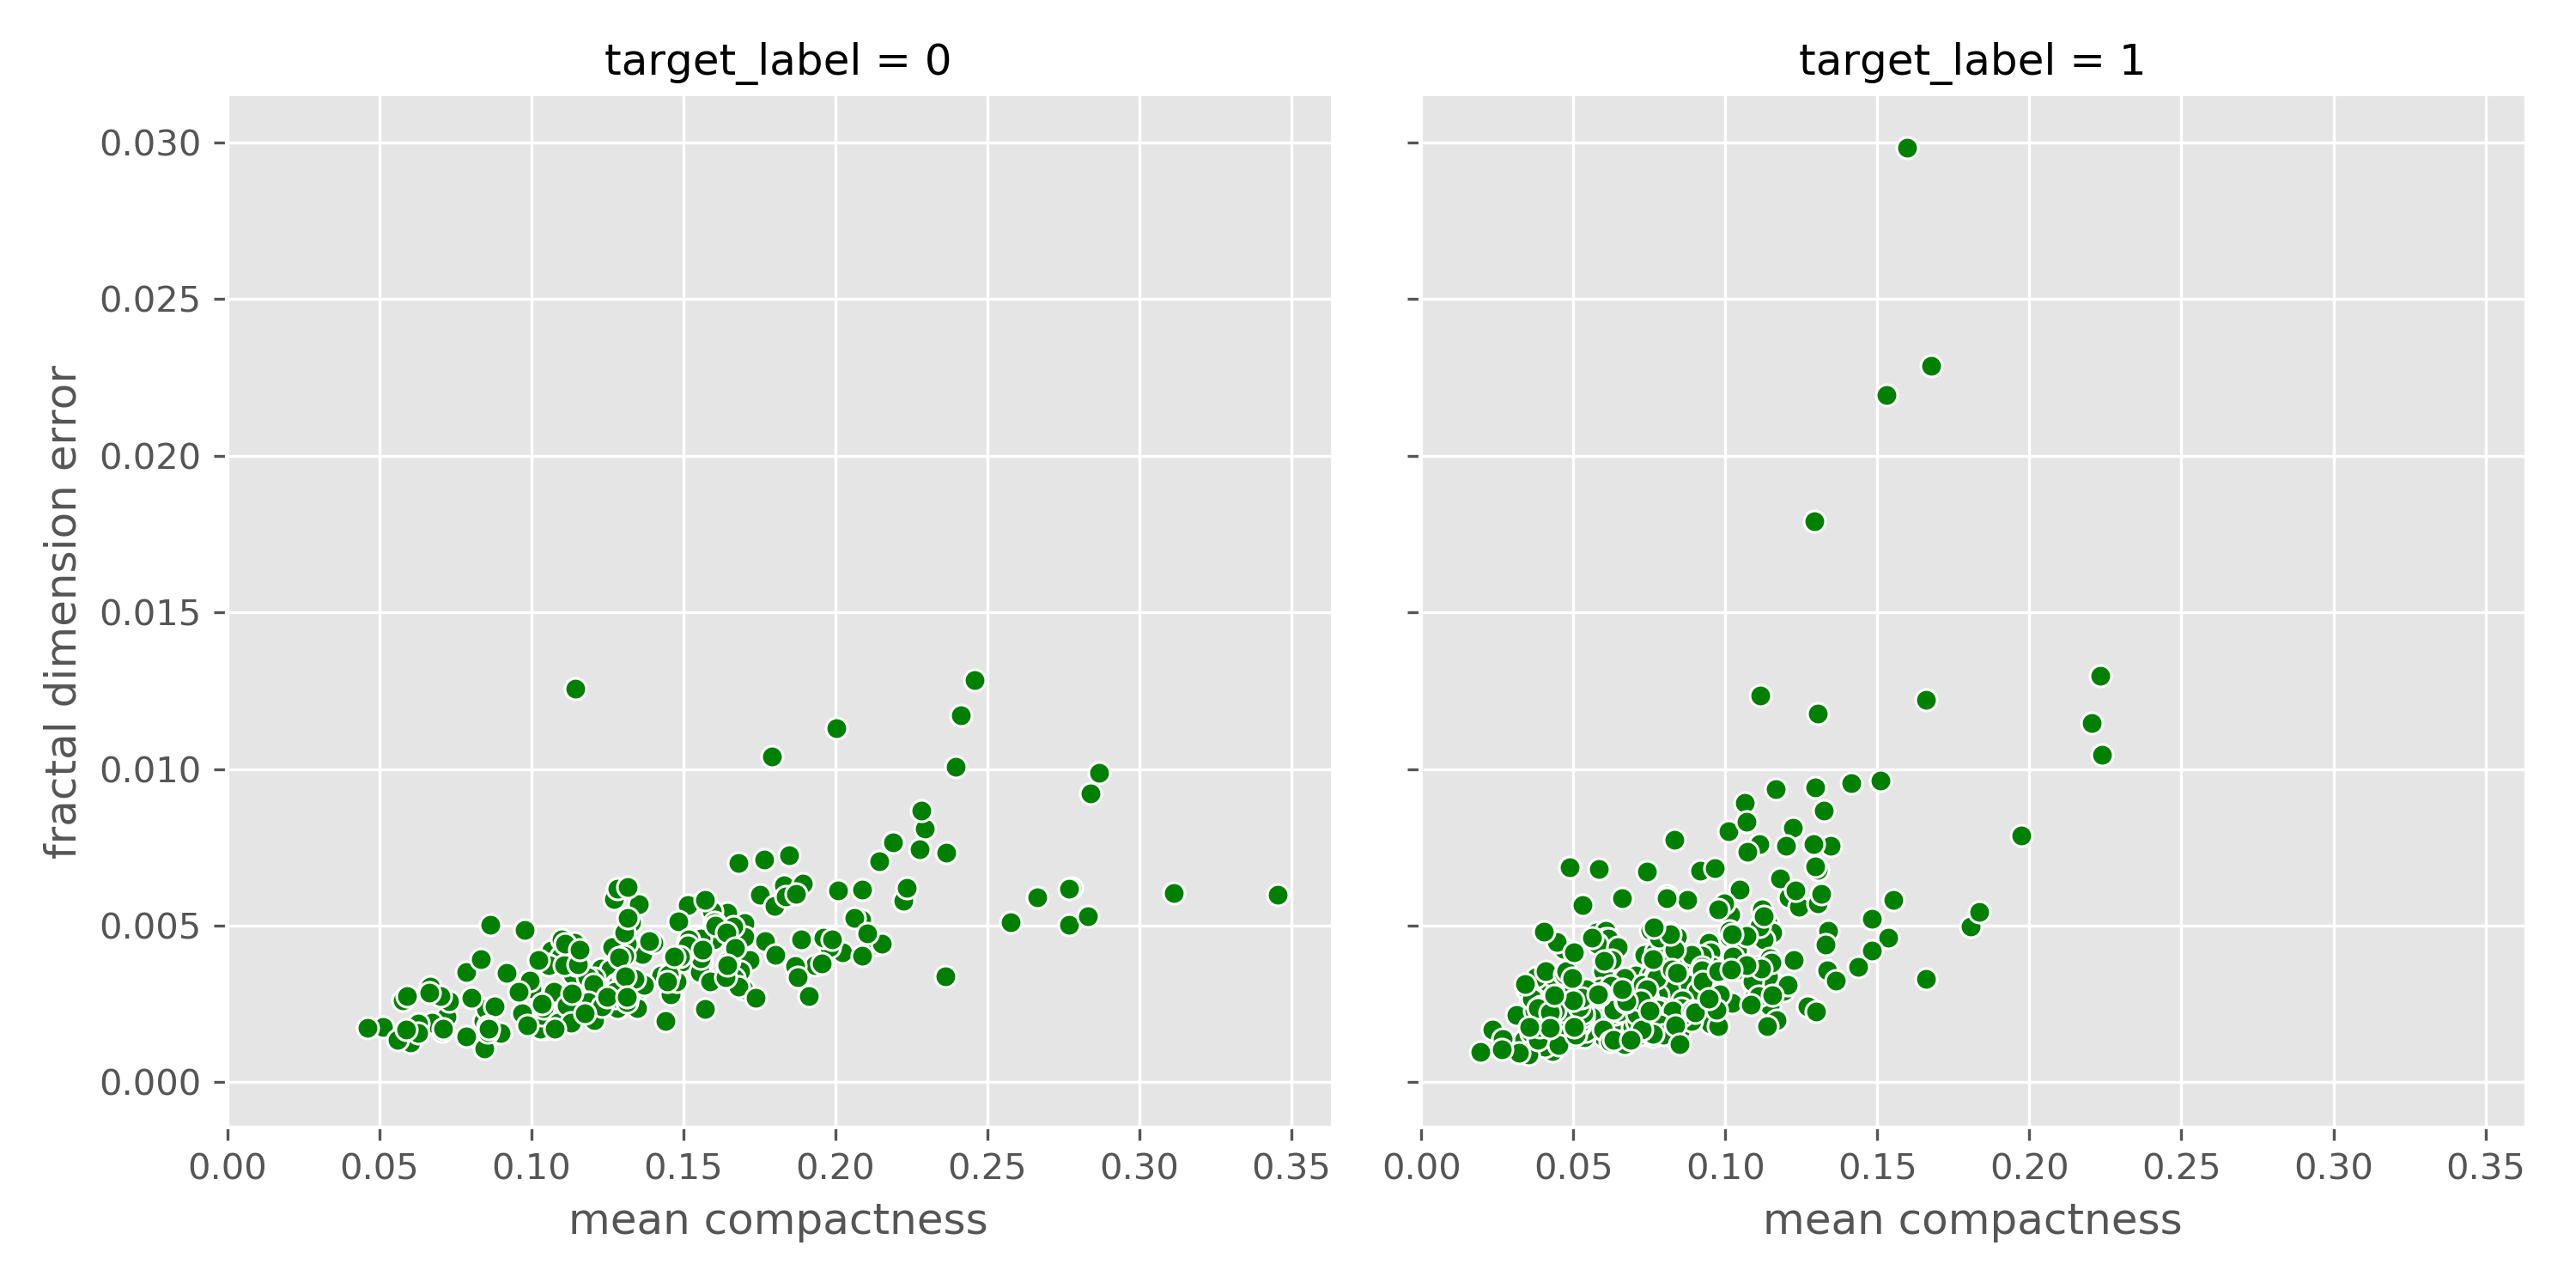 target_label = 0
target_label = 1
0.030
0.025
0.020
0.015
0.010
0.005
0.000
fractal dimension error
0.00 0.05 0.10 0.15 0.20 0.25 0.30 0.35
0.00 0.05 0.10 0.15 0.20 0.25 0.30 0.35
mean compactness
mean compactness